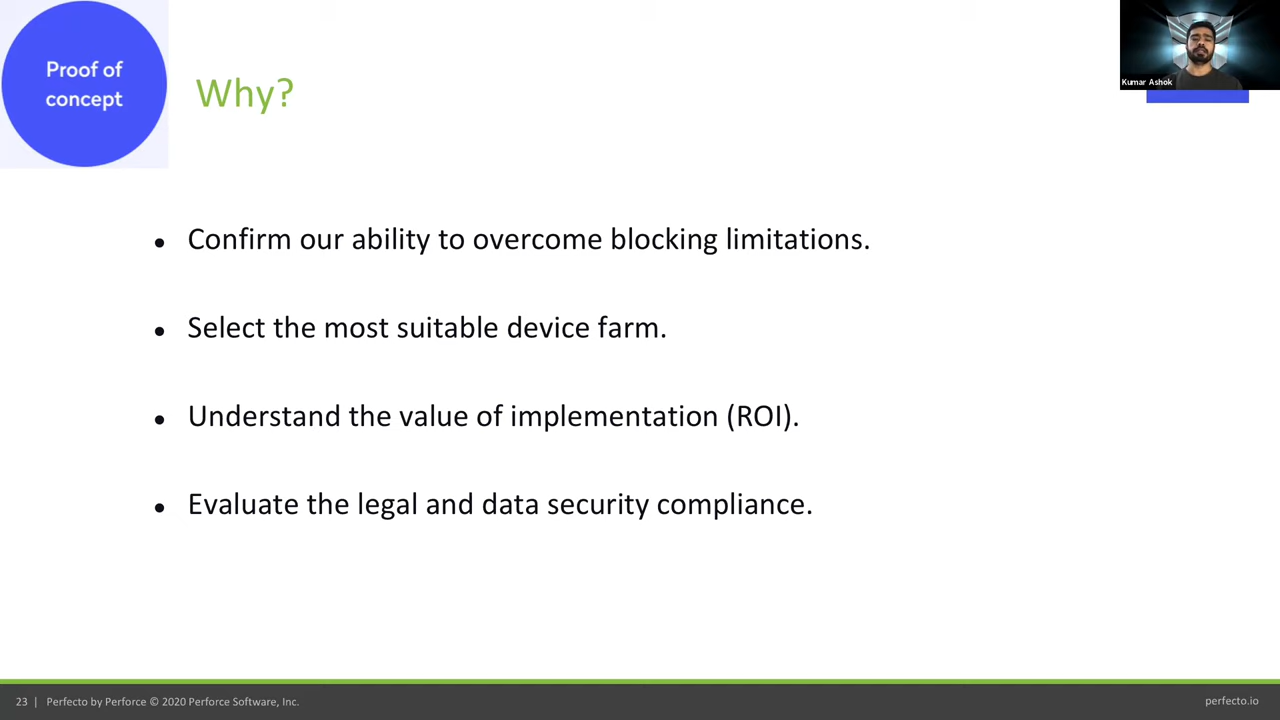 Proof of
concept
Why?
Kumar Ashok
● Confirm our ability to overcome blocking limitations.
● Select the most suitable device farm.
● Understand the value of implementation (ROI).
● Evaluate the legal and data security compliance.
23 | Perfecto by Perforce © 2020 Perforce Software, Inc.
perfecto.io